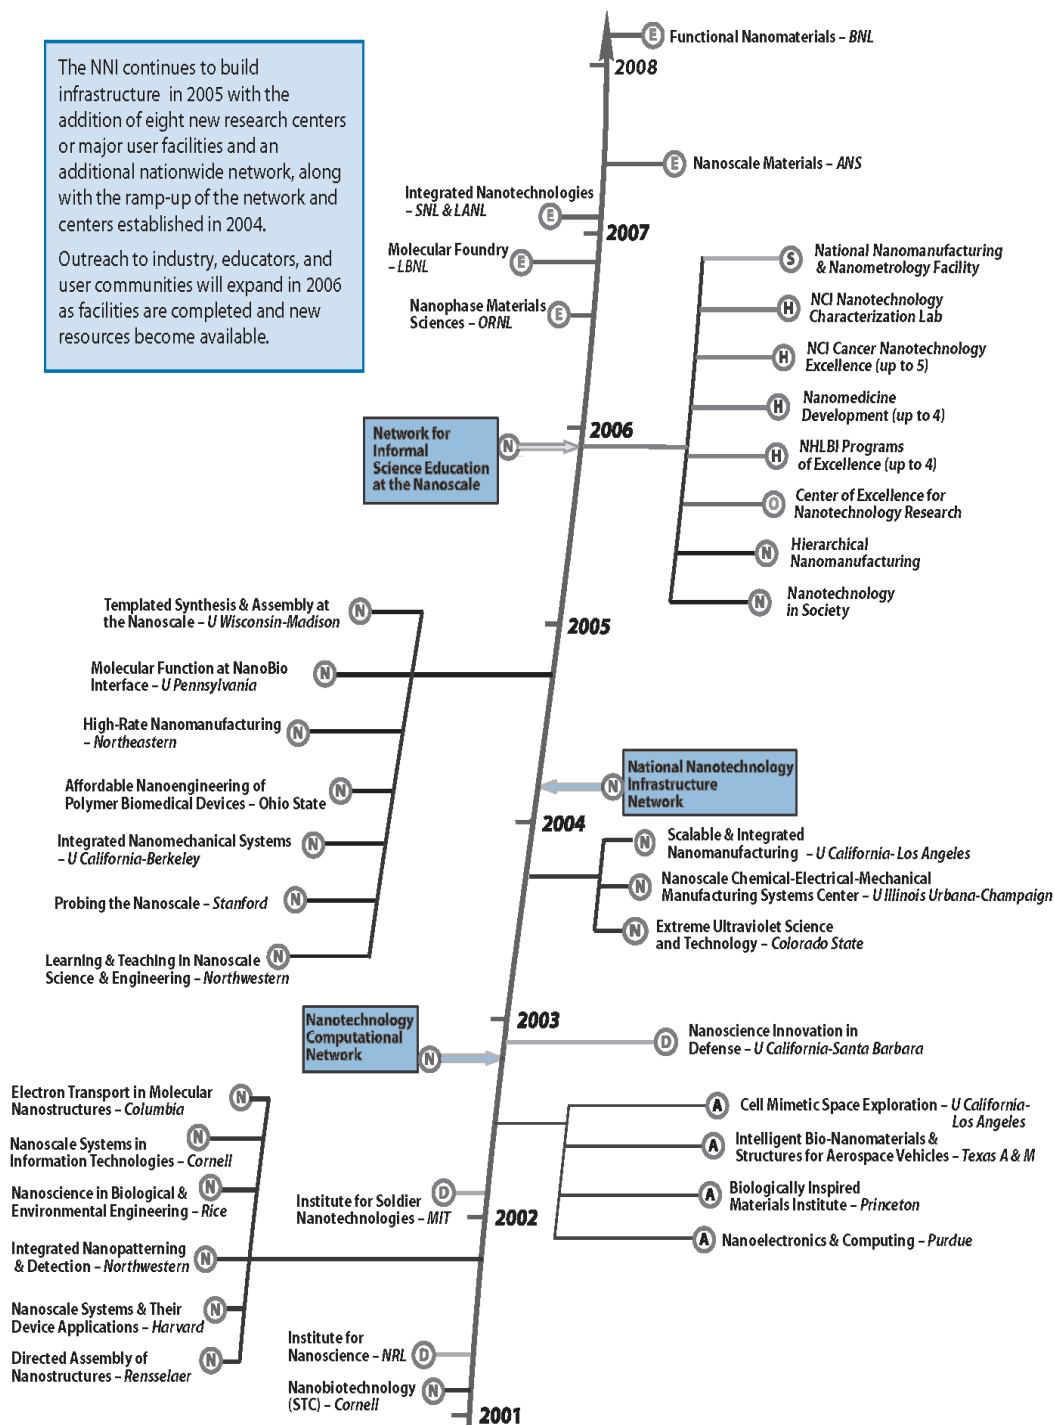 The NNI continues to build
infrastructure in 2005 with the
addition of eight new research centers
or major user facilities and an
additional nationwide network, along
with the ramp-up of the network and
centers established in 2004.
Outreach to industry, educators, and
user communities will expand in 2006
as facilities are completed and new
resources become available.
E Functional Nanomaterials – BNL
2008
E Nanoscale Materials – ANS
Integrated Nanotechnologies
– SNL & LANL E
2007
Molecular Foundry
– LBNL E
Nanophase Materials
Sciences – ORNL E
S National Nanomanufacturing
& Nanometrology Facility
H NCI Nanotechnology
Characterization Lab
H NCI Cancer Nanotechnology
Excellence (up to 5)
H Nanomedicine
Development (up to 4)
H NHLBI Programs
of Excellence (up to 4)
O Center of Excellence for
Nanotechnology Research
N Hierarchical
Nanomanufacturing
N Nanotechnology
in Society
2006
Network for
Informal
Science Education
at the Nanoscale
N
2005
Templated Synthesis & Assembly at
the Nanoscale – U Wisconsin-Madison N
Molecular Function at NanoBio
Interface – U Pennsylvania N
High-Rate Nanomanufacturing
– Northeastern N
Affordable Nanoengineering of
Polymer Biomedical Devices – Ohio State N
Integrated Nanomechanical Systems
– U California-Berkeley N
Probing the Nanoscale – Stanford N
Learning & Teaching in Nanoscale
Science & Engineering – Northwestern N
N National Nanotechnology
Infrastructure
Network
2004
N Scalable & Integrated
Nanomanufacturing – U California- Los Angeles
N Nanoscale Chemical-Electrical-Mechanical
Manufacturing Systems Center – U Illinois Urbana-Champaign
N Extreme Ultraviolet Science
and Technology – Colorado State
2003
Nanotechnology
Computational
Network
N
D Nanoscience Innovation in
Defense – U California-Santa Barbara
A Cell Mimetic Space Exploration – U California-
Los Angeles
A Intelligent Bio-Nanomaterials &
Structures for Aerospace Vehicles – Texas A & M
A Biologically Inspired
Materials Institute – Princeton
A Nanoelectronics & Computing – Purdue
Electron Transport in Molecular
Nanostructures – Columbia N
Nanoscale Systems in
Information Technologies – Cornell N
Nanoscience in Biological &
Environmental Engineering – Rice N
Integrated Nanopatterning
& Detection – Northwestern N
Nanoscale Systems & Their
Device Applications – Harvard N
Directed Assembly of
Nanostructures – Rensselaer N
Institute for Soldier
Nanotechnologies – MIT D
2002
Institute for
Nanoscience – NRL D
Nanobiotechnology
(STC) – Cornell N
2001